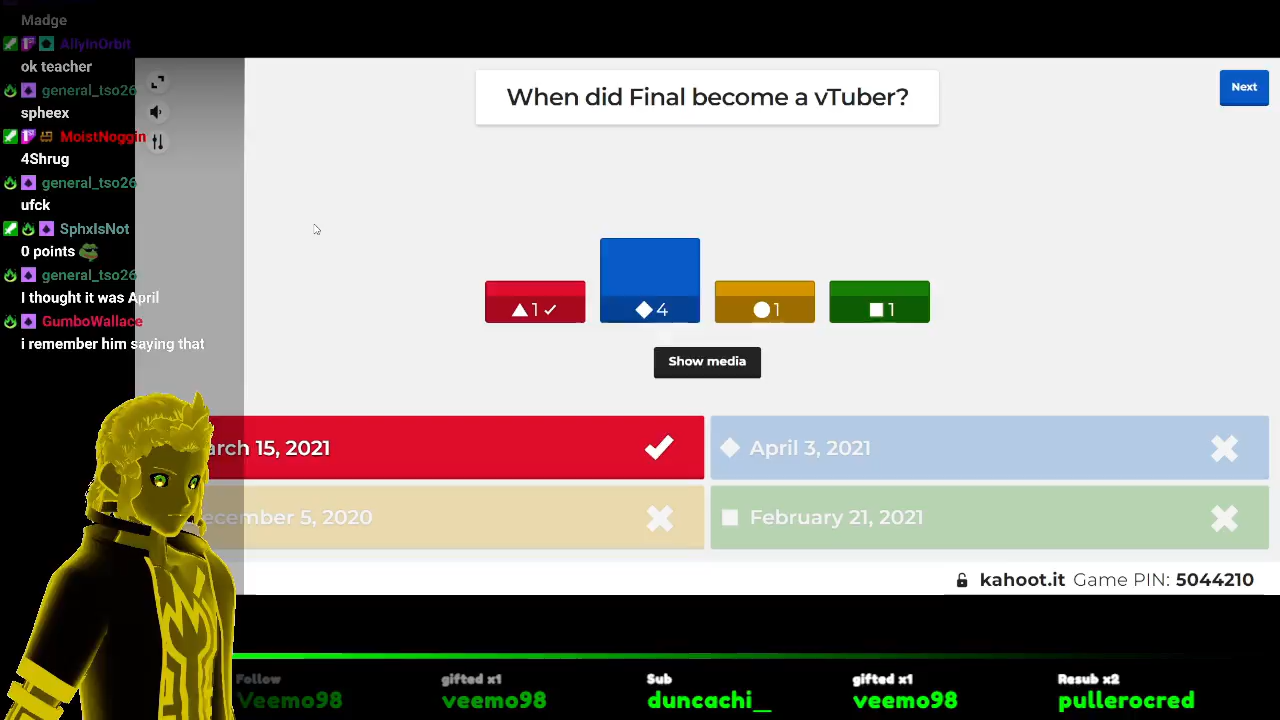 Madge
AllyInOrbit
ok teacher
general_tso26
spheex
MoistNoggin
4Shrug
general_tso26
ufck
SphxIsNot
0 points
general_tso26
I thought it was April
GumboWallace
i remember him saying that
When did Final become a vTuber?
Next
1
4
1
1
Show media
arch 15, 2021
April 3, 2021
ecember 5, 2020
February 21, 2021
kahoot.it Game PIN: 5044210
Follow
Veemo98
gifted x1
veemo98
Sub
duncachi_
gifted x1
veemo98
Resub x2
pullerocred